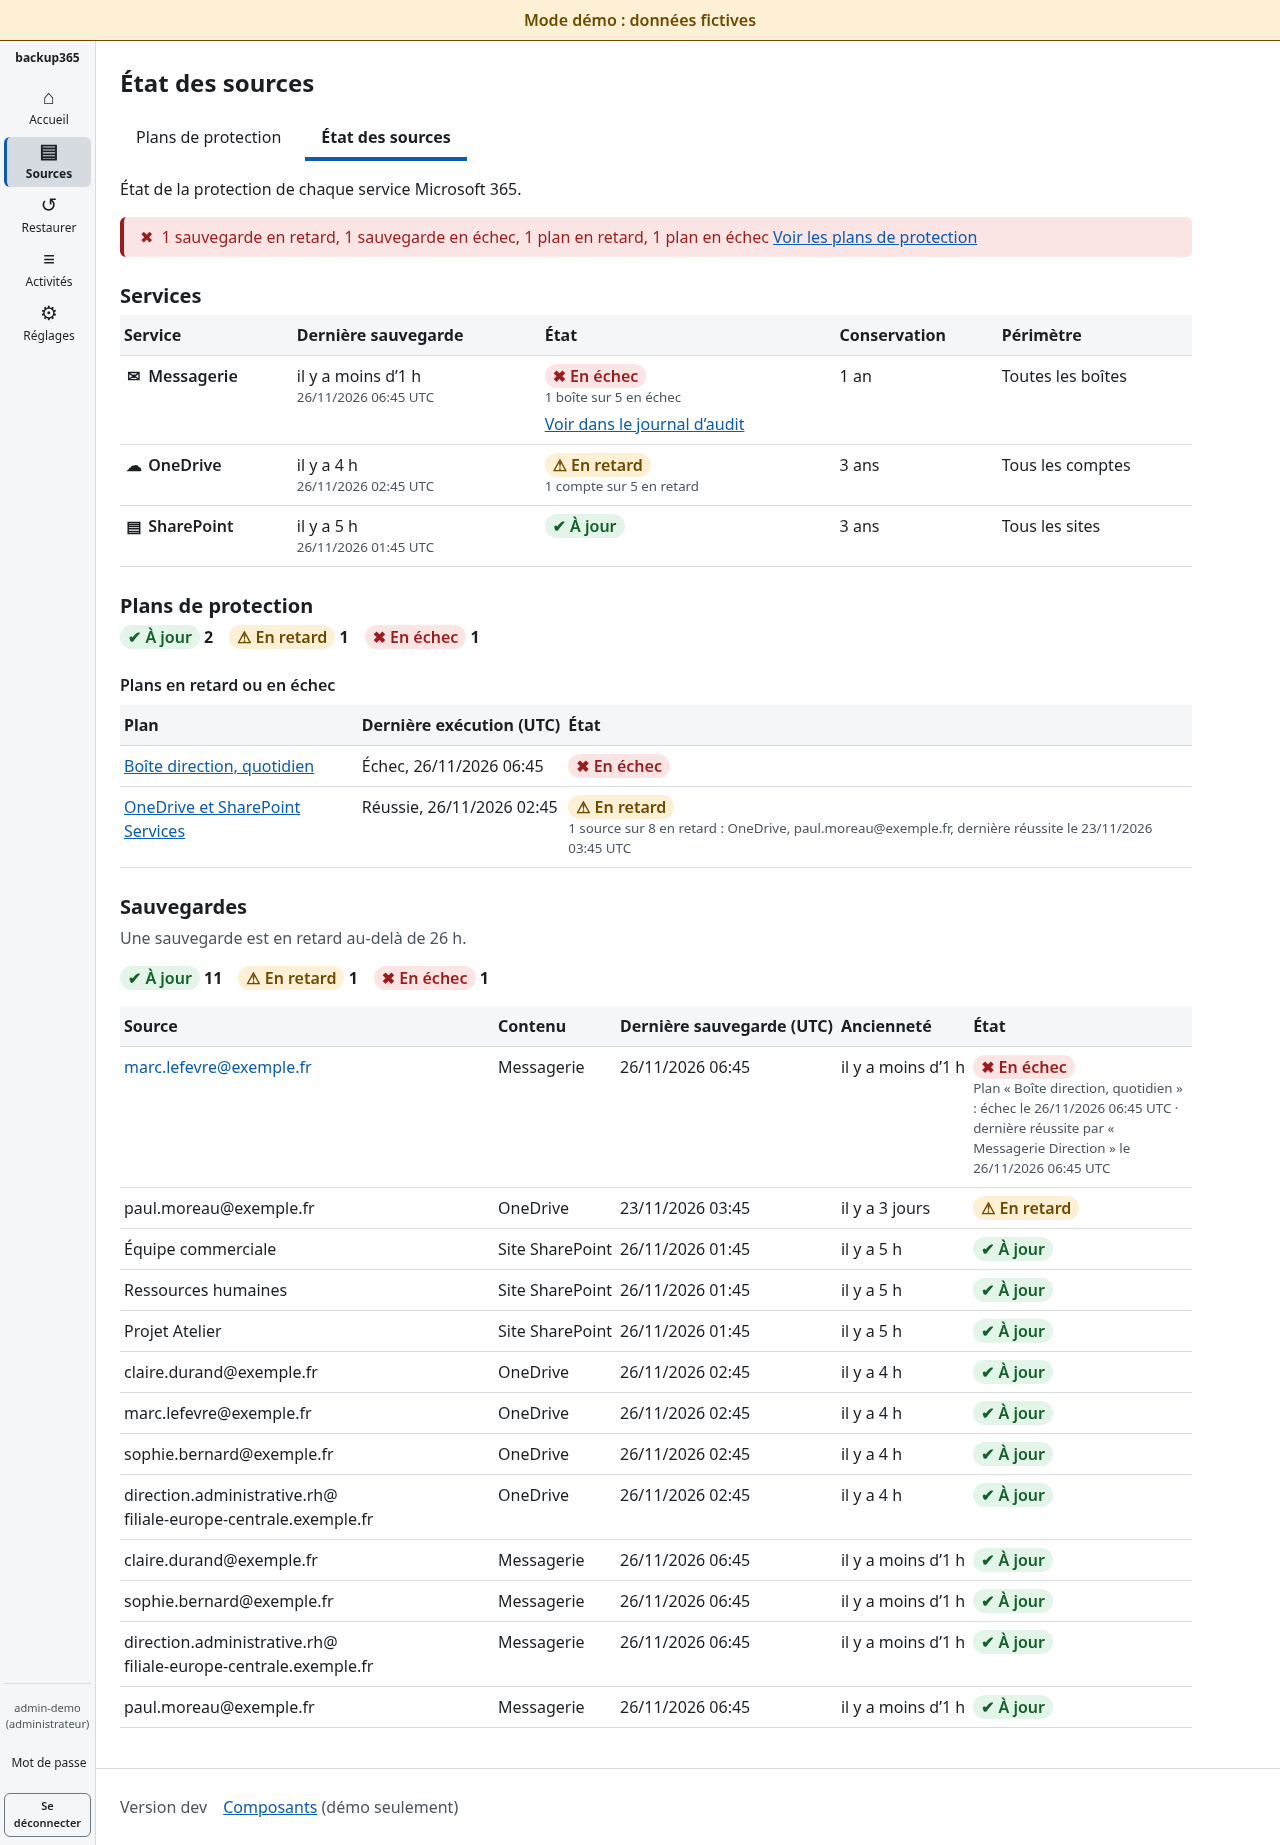 Mode démo : données fictives
backup365
Accueil
Sources
Restaurer
Activités
Réglages
admin-demo
(administrateur)
Mot de passe
Se
déconnecter
État des sources
Plans de protection État des sources
État de la protection de chaque service Microsoft 365.
✖ 1 sauvegarde en retard, 1 sauvegarde en échec, 1 plan en retard, 1 plan en échec Voir les plans de protection
Services
Service Dernière sauvegarde État Conservation Périmètre
✉ Messagerie il y a moins d’1 h ✖ En échec 1 an Toutes les boîtes
26/11/2026 06:45 UTC 1 boîte sur 5 en échec
Voir dans le journal d’audit
☁ OneDrive il y a 4 h ⚠ En retard 3 ans Tous les comptes
26/11/2026 02:45 UTC 1 compte sur 5 en retard
▤ SharePoint il y a 5 h ✔ À jour 3 ans Tous les sites
26/11/2026 01:45 UTC
Plans de protection
✔ À jour 2 ⚠ En retard 1 ✖ En échec 1
Plans en retard ou en échec
Plan Dernière exécution (UTC) État
Boîte direction, quotidien Échec, 26/11/2026 06:45 ✖ En échec
OneDrive et SharePoint Réussie, 26/11/2026 02:45 ⚠ En retard
Services 1 source sur 8 en retard : OneDrive, paul.moreau@exemple.fr, dernière réussite le 23/11/2026
03:45 UTC
Sauvegardes
Une sauvegarde est en retard au-delà de 26 h.
✔ À jour 11 ⚠ En retard 1 ✖ En échec 1
Source Contenu Dernière sauvegarde (UTC) Ancienneté État
marc.lefevre@exemple.fr Messagerie 26/11/2026 06:45 il y a moins d’1 h ✖ En échec
Plan « Boîte direction, quotidien »
: échec le 26/11/2026 06:45 UTC ·
dernière réussite par «
Messagerie Direction » le
26/11/2026 06:45 UTC
paul.moreau@exemple.fr OneDrive 23/11/2026 03:45 il y a 3 jours ⚠ En retard
Équipe commerciale Site SharePoint 26/11/2026 01:45 il y a 5 h ✔ À jour
Ressources humaines Site SharePoint 26/11/2026 01:45 il y a 5 h ✔ À jour
Projet Atelier Site SharePoint 26/11/2026 01:45 il y a 5 h ✔ À jour
claire.durand@exemple.fr OneDrive 26/11/2026 02:45 il y a 4 h ✔ À jour
marc.lefevre@exemple.fr OneDrive 26/11/2026 02:45 il y a 4 h ✔ À jour
sophie.bernard@exemple.fr OneDrive 26/11/2026 02:45 il y a 4 h ✔ À jour
direction.administrative.rh@ OneDrive 26/11/2026 02:45 il y a 4 h ✔ À jour
filiale-europe-centrale.exemple.fr
claire.durand@exemple.fr Messagerie 26/11/2026 06:45 il y a moins d’1 h ✔ À jour
sophie.bernard@exemple.fr Messagerie 26/11/2026 06:45 il y a moins d’1 h ✔ À jour
direction.administrative.rh@ Messagerie 26/11/2026 06:45 il y a moins d’1 h ✔ À jour
filiale-europe-centrale.exemple.fr
paul.moreau@exemple.fr Messagerie 26/11/2026 06:45 il y a moins d’1 h ✔ À jour
Version dev Composants (démo seulement)